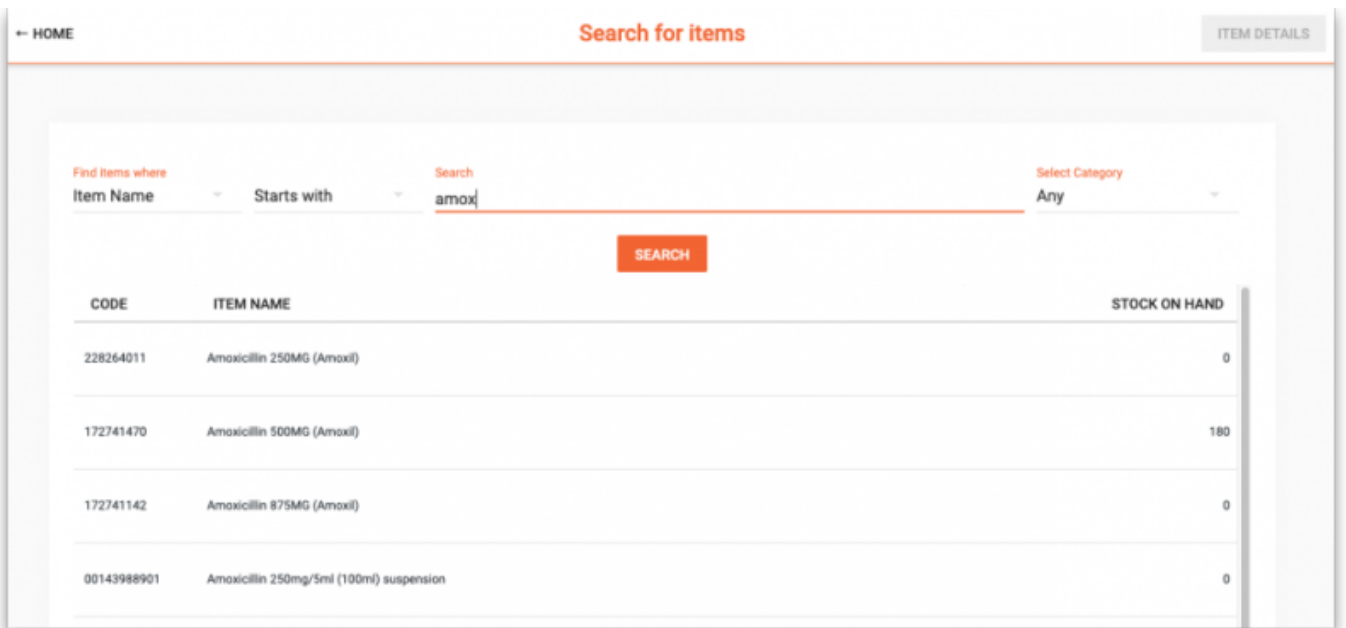 ← HOME Search for items ITEM DETAILS
Find items where Search Select Category
Item Name Starts with amox Any
SEARCH
CODE ITEM NAME STOCK ON HAND
228264011 Amoxicillin 250MG (Amoxil) 0
172741470 Amoxicillin 500MG (Amoxil) 180
172741142 Amoxicillin 875MG (Amoxil) 0
00143988901 Amoxicillin 250mg/5ml (100ml) suspension 0